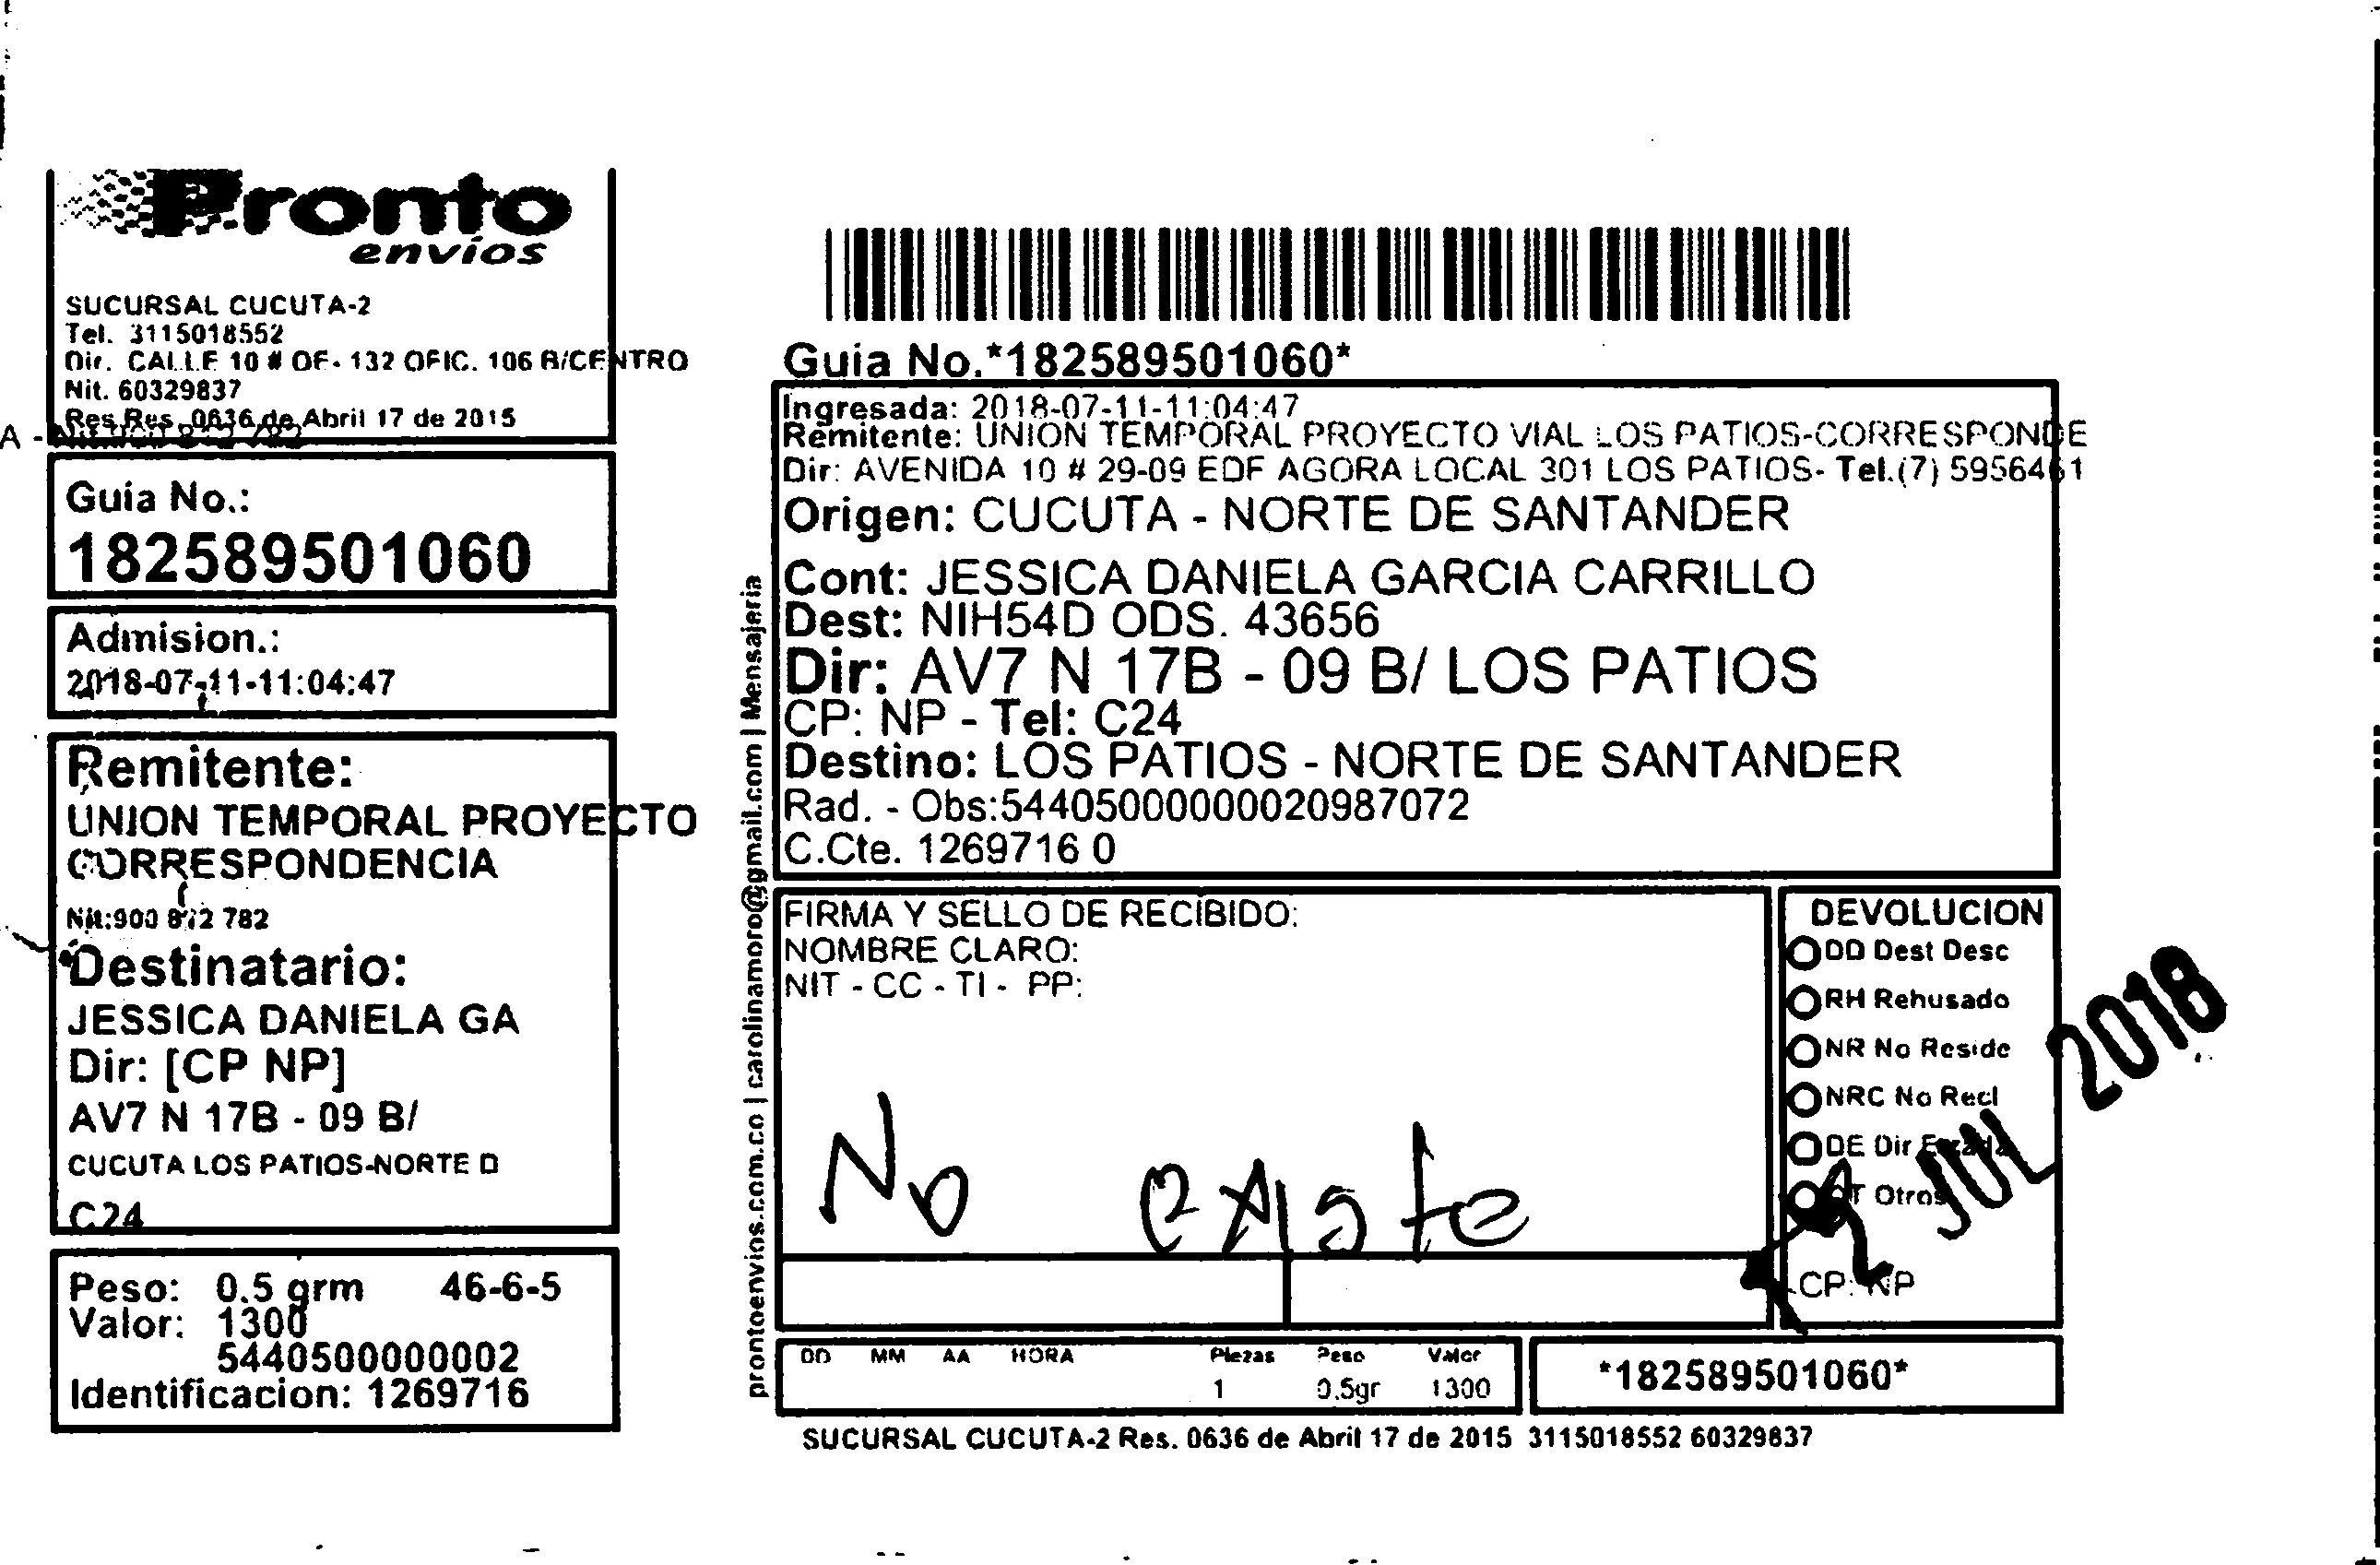 Pronto
envíos
SUCURSAL CUCUTA-2
Tel. 3115018552
Dir. CALLE 10 # OE- 132 OFIC. 106 B/CENTRO
Nit. 60329837
Res.Res. 0636 de Abril 17 de 2015
Guia No.:
182589501060
Admision.:
2018-07-11-11:04:47
Remitente:
UNION TEMPORAL PROYECTO
CORRESPONDENCIA
Nit:900 872 782
Destinatario:
JESSICA DANIELA GA
Dir: [CP NP]
AV7 N 17B - 09 B/
CUCUTA LOS PATIOS-NORTE D
C24
Peso: 0.5 grm 46-6-5
Valor: 1300
5440500000002
Identificacion: 1269716
prontoenvios.com.co | carolinamoro@gmail.com | Mensajeria
Guia No.*182589501060*
Ingresada: 2018-07-11-11:04:47
Remitente: UNION TEMPORAL PROYECTO VIAL LOS PATIOS-CORRESPONDE
Dir: AVENIDA 10 # 29-09 EDF AGORA LOCAL 301 LOS PATIOS- Tel.(7) 5956461
Origen: CUCUTA - NORTE DE SANTANDER
Cont: JESSICA DANIELA GARCIA CARRILLO
Dest: NIH54D ODS. 43656
Dir: AV7 N 17B - 09 B/ LOS PATIOS
CP: NP - Tel: C24
Destino: LOS PATIOS - NORTE DE SANTANDER
Rad. - Obs:54405000000020987072
C.Cte. 1269716 0
FIRMA Y SELLO DE RECIBIDO:
NOMBRE CLARO:
NIT - CC - TI - PP:
No existe
DEVOLUCION
DD Dest Desc
RH Rehusado
NR No Reside
NRC No Recl
DE Dir Errada
OT Otros
CP: NP
JUL 2018
DD MM AA HORA Piezas Peso Valor
1 0.5gr 1300
*182589501060*
SUCURSAL CUCUTA-2 Res. 0636 de Abril 17 de 2015 3115018552 60329837